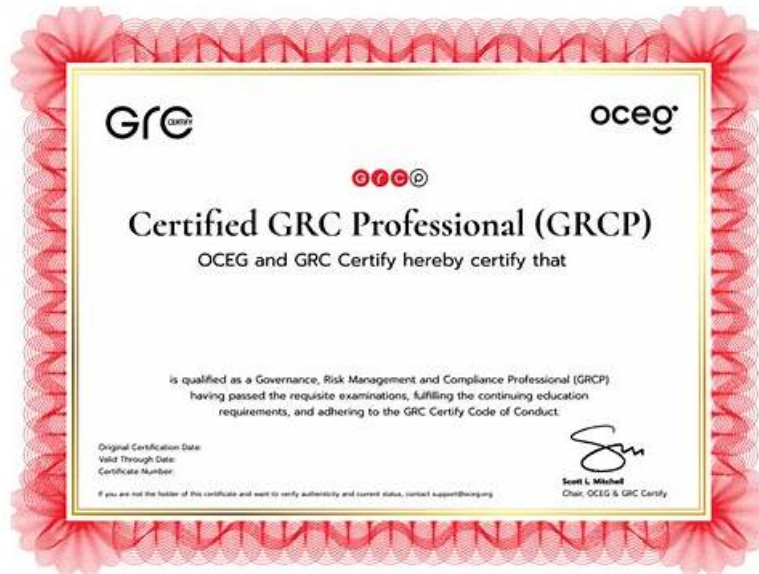 GRC CERTIFY
oceg
GRCP
Certified GRC Professional (GRCP)
OCEG and GRC Certify hereby certify that
is qualified as a Governance, Risk Management and Compliance Professional (GRCP)
having passed the requisite examinations, fulfilling the continuing education
requirements, and adhering to the GRC Certify Code of Conduct.
Original Certification Date:
Valid Through Date:
Certificate Number:
Scott L. Mitchell
Chair, OCEG & GRC Certify
If you are not the holder of this certificate and want to verify authenticity and current status, contact support@oceg.org